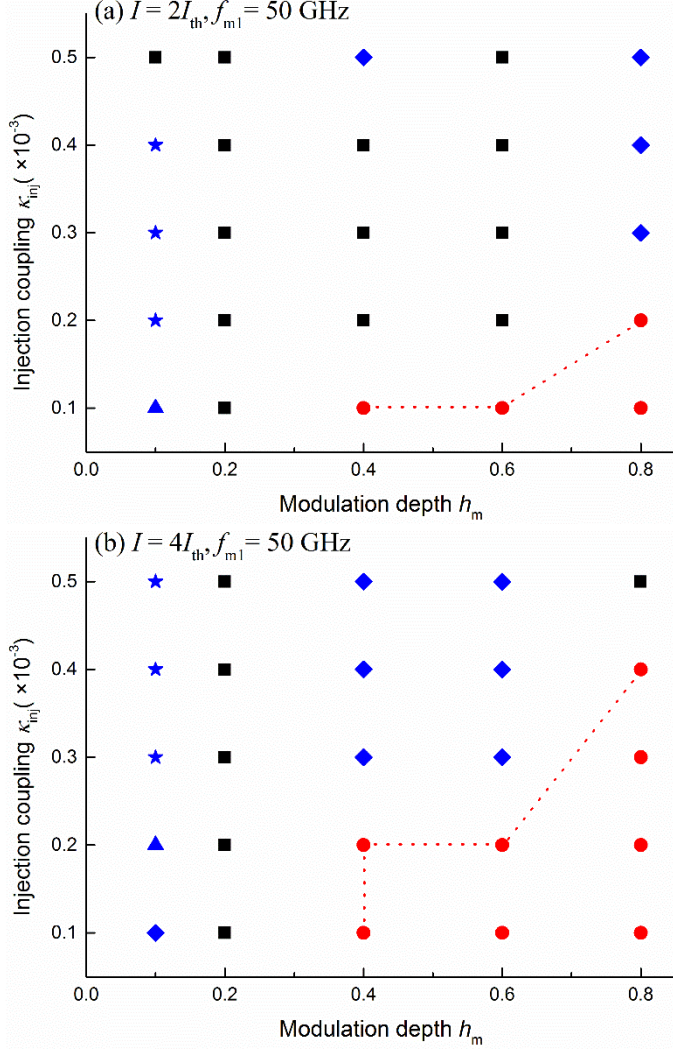 (a) I = 2Ith, fm1 = 50 GHz
0.5
0.4
0.3
0.2
0.1
Injection coupling κinj( ×10-3)
0.0 0.2 0.4 0.6 0.8
Modulation depth hm
(b) I = 4Ith, fm1 = 50 GHz
0.5
0.4
0.3
0.2
0.1
Injection coupling κinj( ×10-3)
0.0 0.2 0.4 0.6 0.8
Modulation depth hm